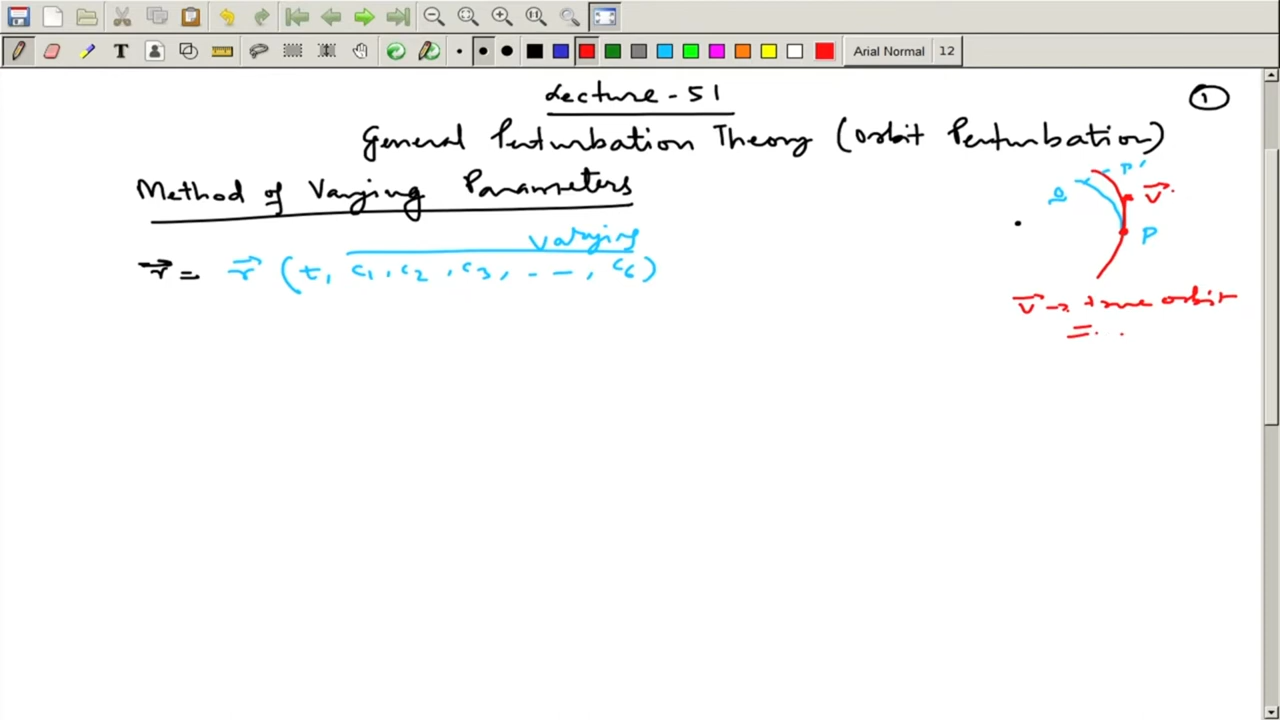 Arial Normal 12
Lecture - 51
1
General Perturbation Theory (Orbit Perturbation)
Method of Varying Parameters
P'
Q
V⃗
P
varying
r⃗ = r⃗ (t, c₁, c₂, c₃, . —, c₆)
V⃗ → true orbit
=. .